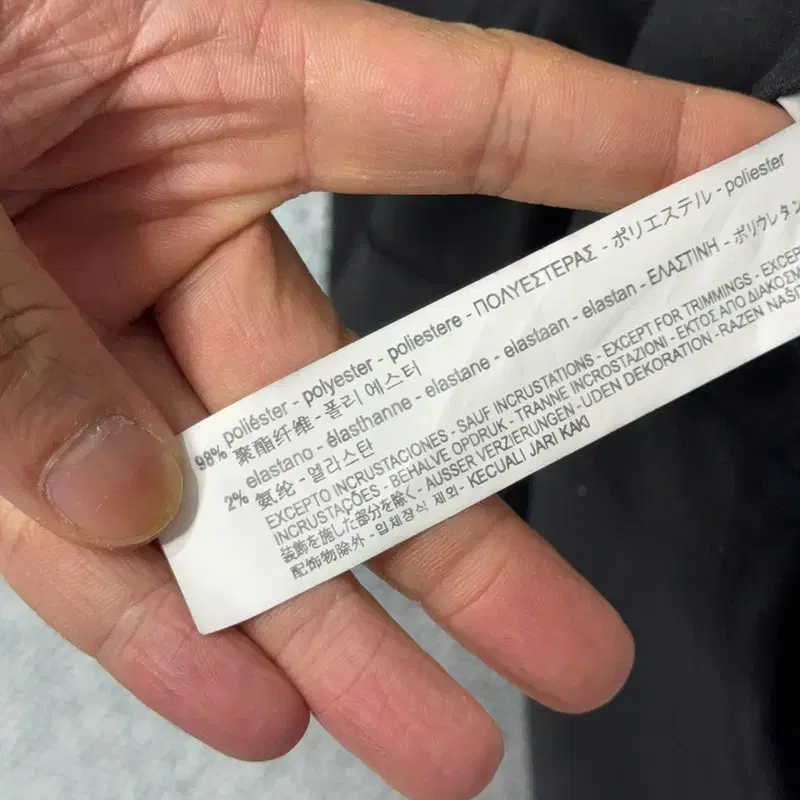 98% poliéster - polyester - poliestere - ΠΟΛΥΕΣΤΕΡΑΣ - ポリエステル - poliester
聚酯纤维 - 폴리에스터
2% elastano - élasthanne - elastane - elastaan - elastan - ΕΛΑΣΤΙΝΗ - ポリウレタン
氨纶 - 엘라스탄
EXCEPTO INCRUSTACIONES - SAUF INCRUSTATIONS - EXCEPT FOR TRIMMINGS - EXCEP
INCRUSTAÇÕES - BEHALVE OPDRUK - TRANNE INCROSTAZIONI - ΕΚΤΟΣ ΑΠΟ ΔΙΑΚΟΣΜ
装飾を施した部分を除く - AUSSER VERZIERUNGEN - UDEN DEKORATION - RAZEN NAŠI
配饰物除外 - 입체장식 제외 - KECUALI JARI KAKI